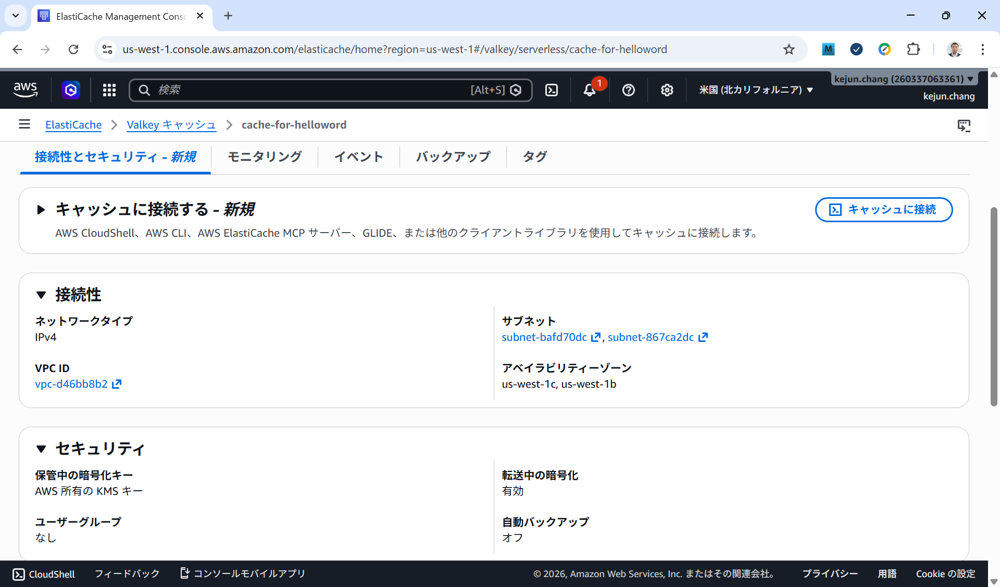 ElastiCache Management Conso
us-west-1.console.aws.amazon.com/elasticache/home?region=us-west-1#/valkey/serverless/cache-for-helloword
M
aws
検索
[Alt+S]
1
米国 (北カリフォルニア)
kejun.chang (260337063361)
kejun.chang
ElastiCache
Valkey キャッシュ
cache-for-helloword
接続性とセキュリティ - 新規
モニタリング
イベント
バックアップ
タグ
キャッシュに接続する - 新規
キャッシュに接続
AWS CloudShell、AWS CLI、AWS ElastiCache MCP サーバー、GLIDE、または他のクライアントライブラリを使用してキャッシュに接続します。
接続性
ネットワークタイプ
IPv4
VPC ID
vpc-d46bb8b2
サブネット
subnet-bafd70dc , subnet-867ca2dc
アベイラビリティーゾーン
us-west-1c, us-west-1b
セキュリティ
保管中の暗号化キー
AWS 所有の KMS キー
ユーザーグループ
なし
転送中の暗号化
有効
自動バックアップ
オフ
CloudShell
フィードバック
コンソールモバイルアプリ
© 2026, Amazon Web Services, Inc. またはその関連会社。
プライバシー
用語
Cookie の設定